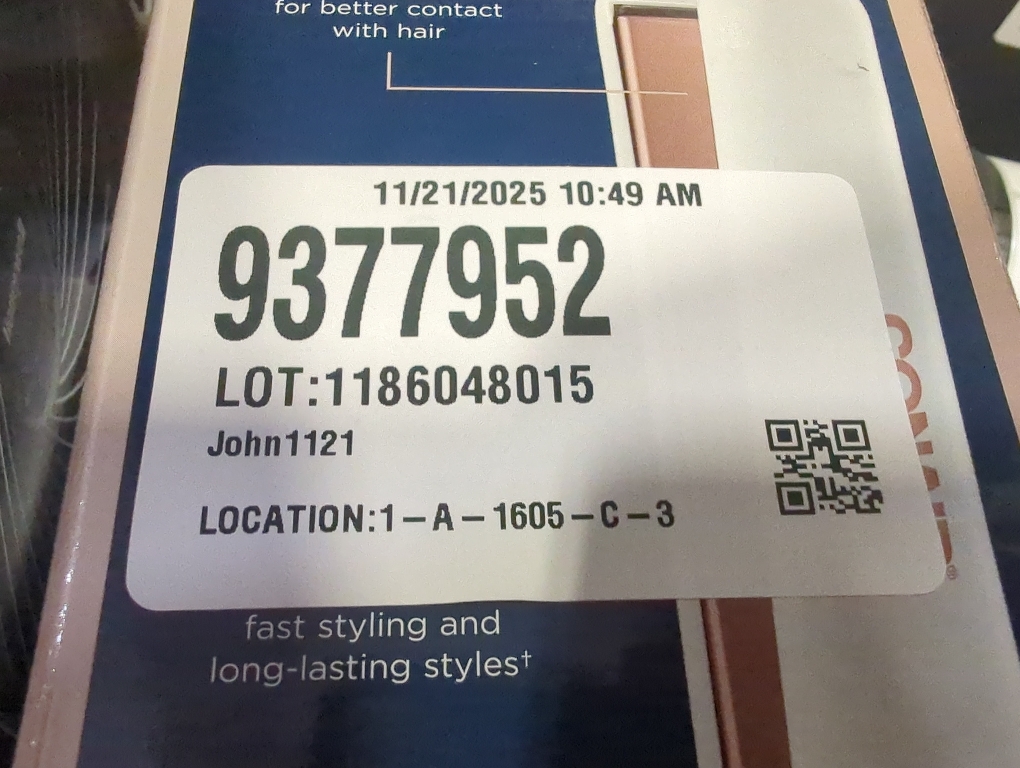 for better contact
with hair
11/21/2025 10:49 AM
9377952
LOT:1186048015
John1121
LOCATION:1-A-1605-C-3
CONAIR®
fast styling and
long-lasting styles†